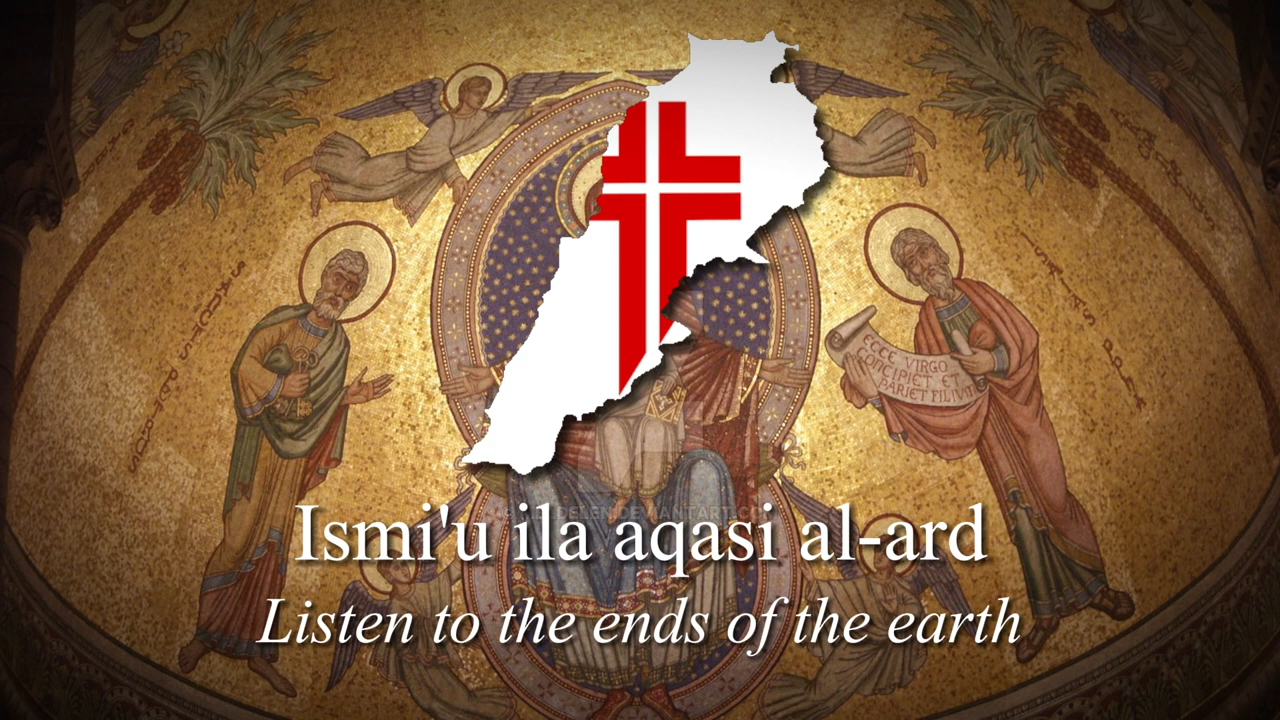 ECCE VIRGO
CONCIPIET ET
PARIET FILIVM
Ismi'u ila aqasi al-ard
Listen to the ends of the earth